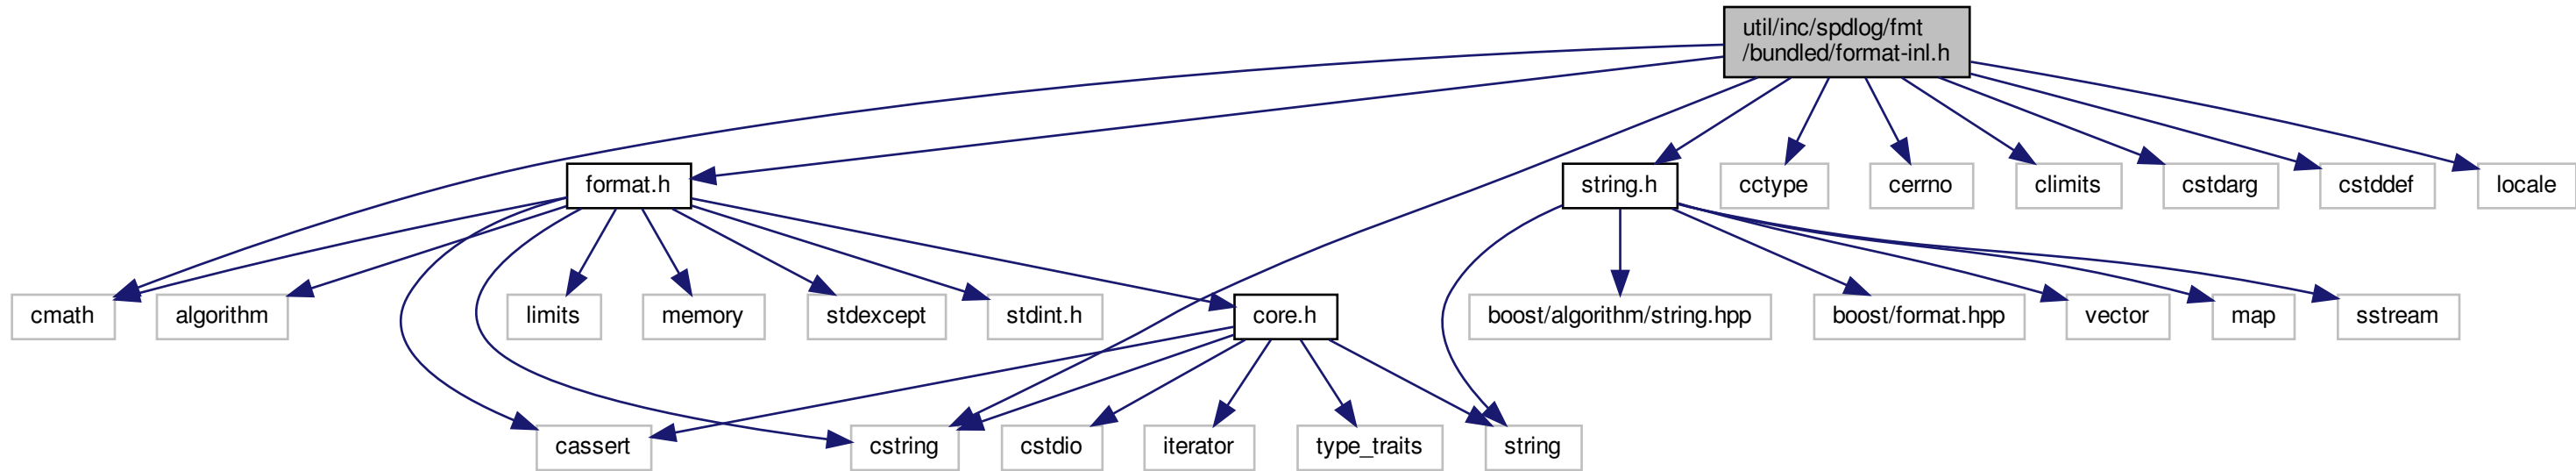 util/inc/spdlog/fmt
/bundled/format-inl.h
format.h
string.h
cctype
cerrno
climits
cstdarg
cstddef
locale
cmath
algorithm
limits
memory
stdexcept
stdint.h
core.h
boost/algorithm/string.hpp
boost/format.hpp
vector
map
sstream
cassert
cstring
cstdio
iterator
type_traits
string